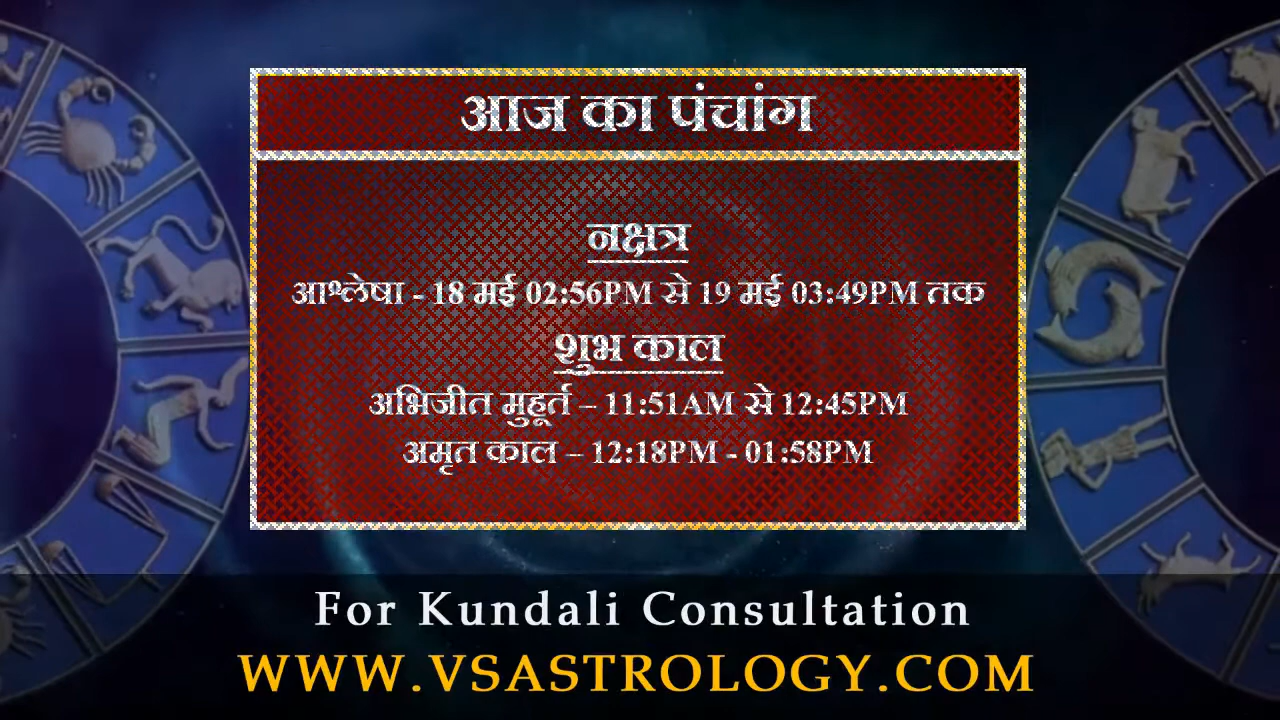 आज का पंचांग
नक्षत्र
आश्लेषा - 18 मई 02:56PM से 19 मई 03:49PM तक
शुभ काल
अभिजीत मुहूर्त – 11:51AM से 12:45PM
अमृत काल – 12:18PM - 01:58PM
For Kundali Consultation
WWW.VSASTROLOGY.COM